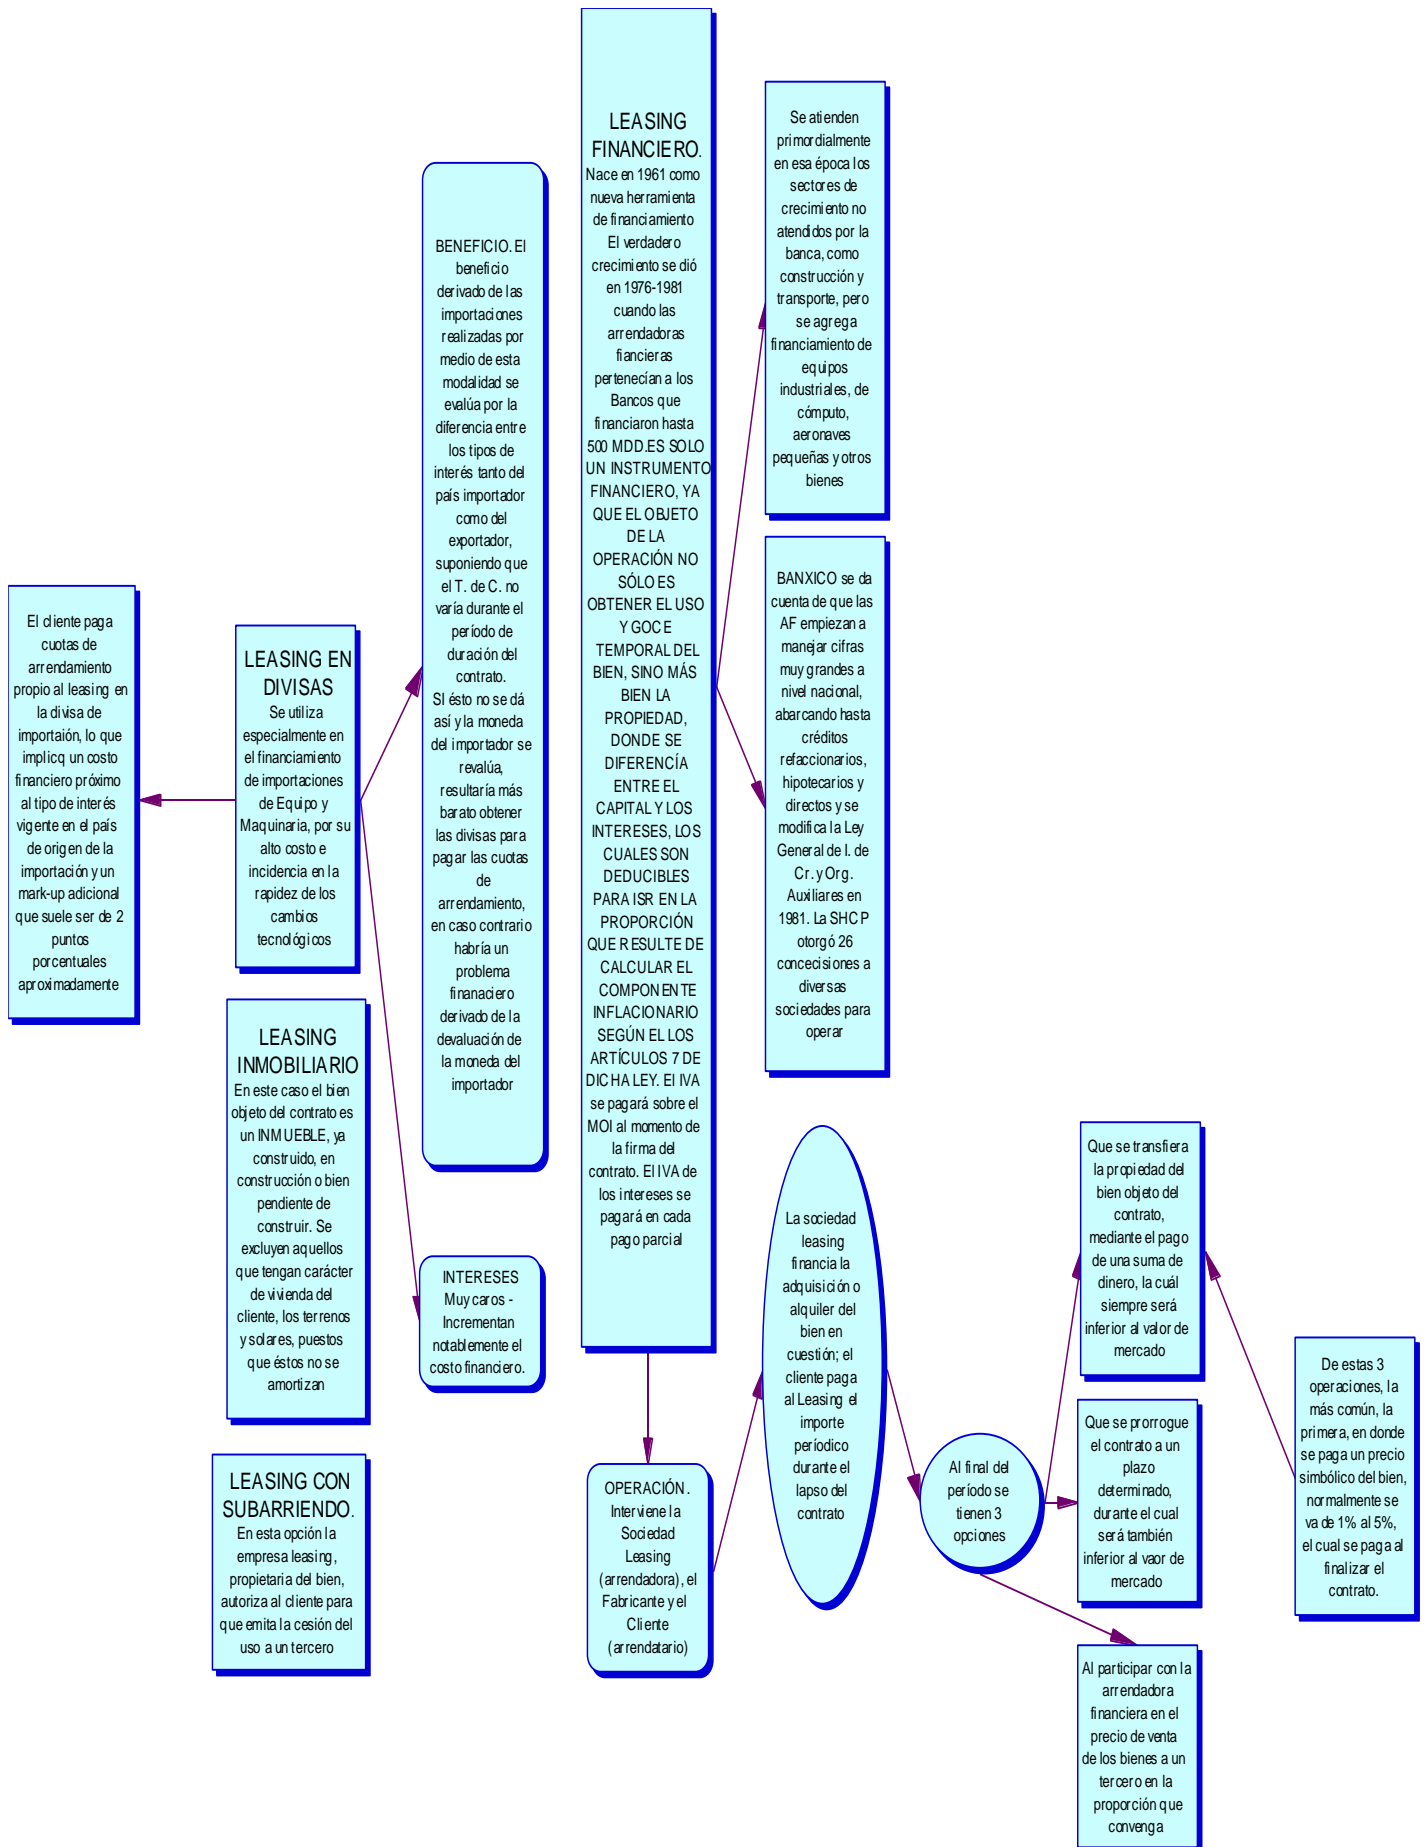 El cliente paga
cuotas de
arrendamiento
propio al leasing en
la divisa de
importaión, lo que
implicq un costo
financiero próximo
al tipo de interés
vigente en el país
de origen de la
importación y un
mark-up adicional
que suele ser de 2
puntos
porcentuales
aproximadamente
LEASING EN
DIVISAS
Se utiliza
especialmente en
el financiamiento
de importaciones
de Equipo y
Maquinaria, por su
alto costo e
incidencia en la
rapidez de los
cambios
tecnológicos
LEASING
INMOBILIARIO
En este caso el bien
objeto del contrato es
un INMUEBLE, ya
construido, en
construcción o bien
pendiente de
construir. Se
excluyen aquellos
que tengan carácter
de vivienda del
cliente, los terrenos
y solares, puestos
que éstos no se
amortizan
LEASING CON
SUBARRIENDO.
En esta opción la
empresa leasing,
propietaria del bien,
autoriza al cliente para
que emita la cesión del
uso a un tercero
BENEFICIO. El
beneficio
derivado de las
importaciones
realizadas por
medio de esta
modalidad se
evalúa por la
diferencia entre
los tipos de
interés tanto del
país importador
como del
exportador,
suponiendo que
el T. de C. no
varía durante el
período de
duración del
contrato.
SI ésto no se dá
así y la moneda
del importador se
revalúa,
resultaría más
barato obtener
las divisas para
pagar las cuotas
de
arrendamiento,
en caso contrario
habría un
problema
finanaciero
derivado de la
devaluación de
la moneda del
importador
INTERESES
Muy caros -
Incrementan
notablemente el
costo financiero.
LEASING
FINANCIERO.
Nace en 1961 como
nueva herramienta
de financiamiento
El verdadero
crecimiento se dió
en 1976-1981
cuando las
arrendadoras
fiancieras
pertenecían a los
Bancos que
financiaron hasta
500 MDD.ES SOLO
UN INSTRUMENTO
FINANCIERO, YA
QUE EL OBJETO
DE LA
OPERACIÓN NO
SÓLO ES
OBTENER EL USO
Y GOCE
TEMPORAL DEL
BIEN, SINO MÁS
BIEN LA
PROPIEDAD,
DONDE SE
DIFERENCÍA
ENTRE EL
CAPITAL Y LOS
INTERESES, LOS
CUALES SON
DEDUCIBLES
PARA ISR EN LA
PROPORCIÓN
QUE RESULTE DE
CALCULAR EL
COMPONENTE
INFLACIONARIO
SEGÚN EL LOS
ARTÍCULOS 7 DE
DICHA LEY. El IVA
se pagará sobre el
MOI al momento de
la firma del
contrato. El IVA de
los intereses se
pagará en cada
pago parcial
OPERACIÓN.
Interviene la
Sociedad
Leasing
(arrendadora), el
Fabricante y el
Cliente
(arrendatario)
Se atienden
primordialmente
en esa época los
sectores de
crecimiento no
atendidos por la
banca, como
construcción y
transporte, pero
se agrega
financiamiento de
equipos
industriales, de
cómputo,
aeronaves
pequeñas y otros
bienes
BANXICO se da
cuenta de que las
AF empiezan a
manejar cifras
muy grandes a
nivel nacional,
abarcando hasta
créditos
refaccionarios,
hipotecarios y
directos y se
modifica la Ley
General de I. de
Cr. y Org.
Auxiliares en
1981. La SHCP
otorgó 26
concecisiones a
diversas
sociedades para
operar
La sociedad
leasing
financia la
adquisición o
alquiler del
bien en
cuestión; el
cliente paga
al Leasing el
importe
períodico
durante el
lapso del
contrato
Al final del
período se
tienen 3
opciones
Que se transfiera
la propiedad del
bien objeto del
contrato,
mediante el pago
de una suma de
dinero, la cuál
siempre será
inferior al valor de
mercado
Que se prorrogue
el contrato a un
plazo
determinado,
durante el cual
será también
inferior al vaor de
mercado
Al participar con la
arrendadora
financiera en el
precio de venta
de los bienes a un
tercero en la
proporción que
convenga
De estas 3
operaciones, la
más común, la
primera, en donde
se paga un precio
simbólico del bien,
normalmente se
va de 1% al 5%,
el cual se paga al
finalizar el
contrato.